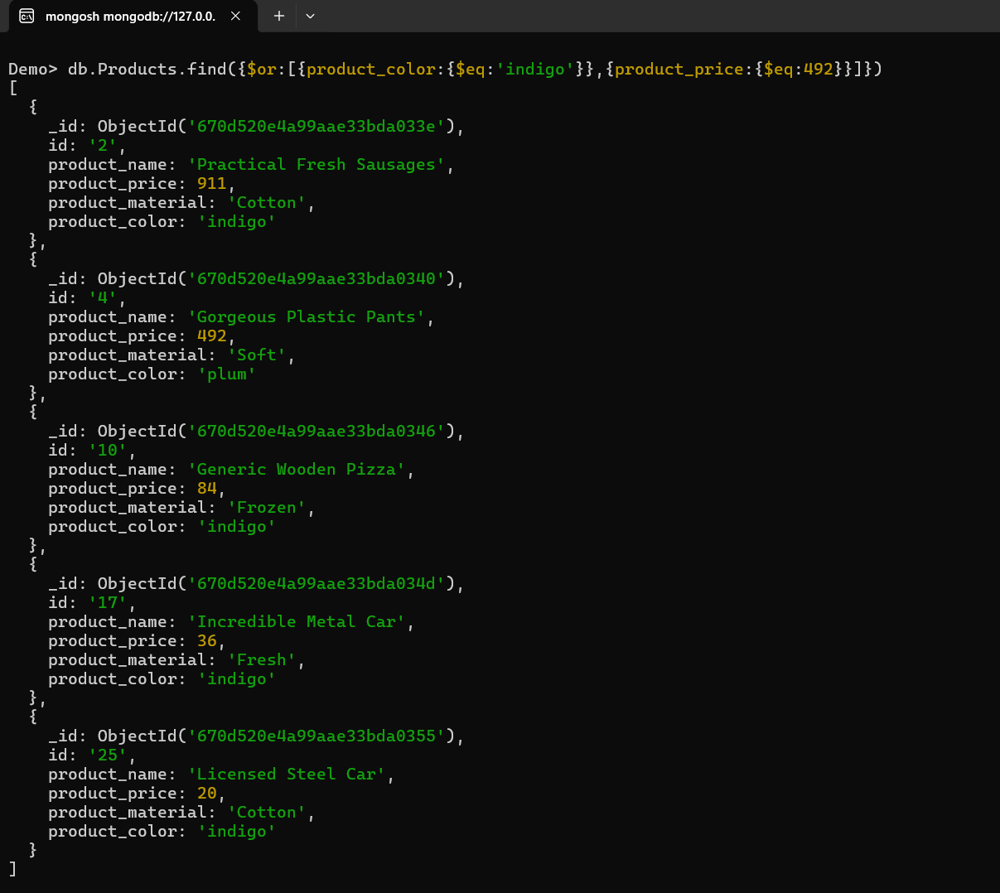 mongosh mongodb://127.0.0.
Demo> db.Products.find({$or:[{product_color:{$eq:'indigo'}},{product_price:{$eq:492}}]})
[
  {
    _id: ObjectId('670d520e4a99aae33bda033e'),
    id: '2',
    product_name: 'Practical Fresh Sausages',
    product_price: 911,
    product_material: 'Cotton',
    product_color: 'indigo'
  },
  {
    _id: ObjectId('670d520e4a99aae33bda0340'),
    id: '4',
    product_name: 'Gorgeous Plastic Pants',
    product_price: 492,
    product_material: 'Soft',
    product_color: 'plum'
  },
  {
    _id: ObjectId('670d520e4a99aae33bda0346'),
    id: '10',
    product_name: 'Generic Wooden Pizza',
    product_price: 84,
    product_material: 'Frozen',
    product_color: 'indigo'
  },
  {
    _id: ObjectId('670d520e4a99aae33bda034d'),
    id: '17',
    product_name: 'Incredible Metal Car',
    product_price: 36,
    product_material: 'Fresh',
    product_color: 'indigo'
  },
  {
    _id: ObjectId('670d520e4a99aae33bda0355'),
    id: '25',
    product_name: 'Licensed Steel Car',
    product_price: 20,
    product_material: 'Cotton',
    product_color: 'indigo'
  }
]